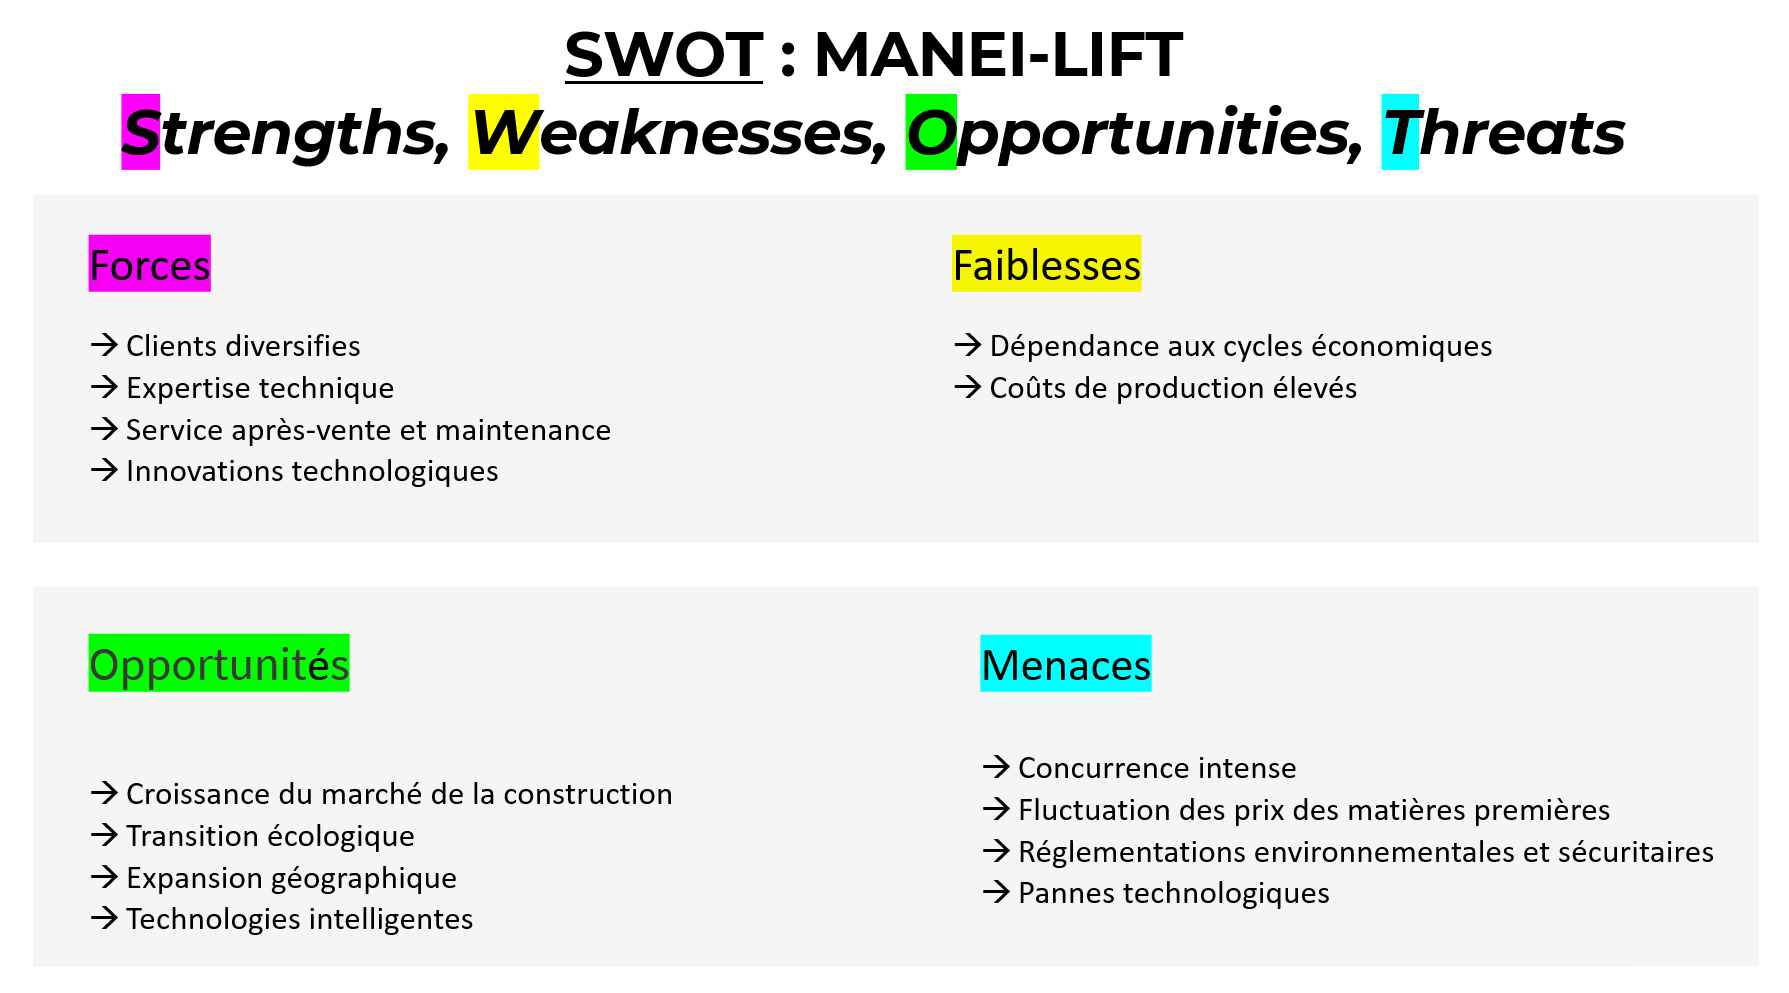 SWOT : MANEI-LIFT
Strengths, Weaknesses, Opportunities, Threats
Forces
→ Clients diversifies
→ Expertise technique
→ Service après-vente et maintenance
→ Innovations technologiques
Faiblesses
→ Dépendance aux cycles économiques
→ Coûts de production élevés
Opportunités
→ Croissance du marché de la construction
→ Transition écologique
→ Expansion géographique
→ Technologies intelligentes
Menaces
→ Concurrence intense
→ Fluctuation des prix des matières premières
→ Réglementations environnementales et sécuritaires
→ Pannes technologiques